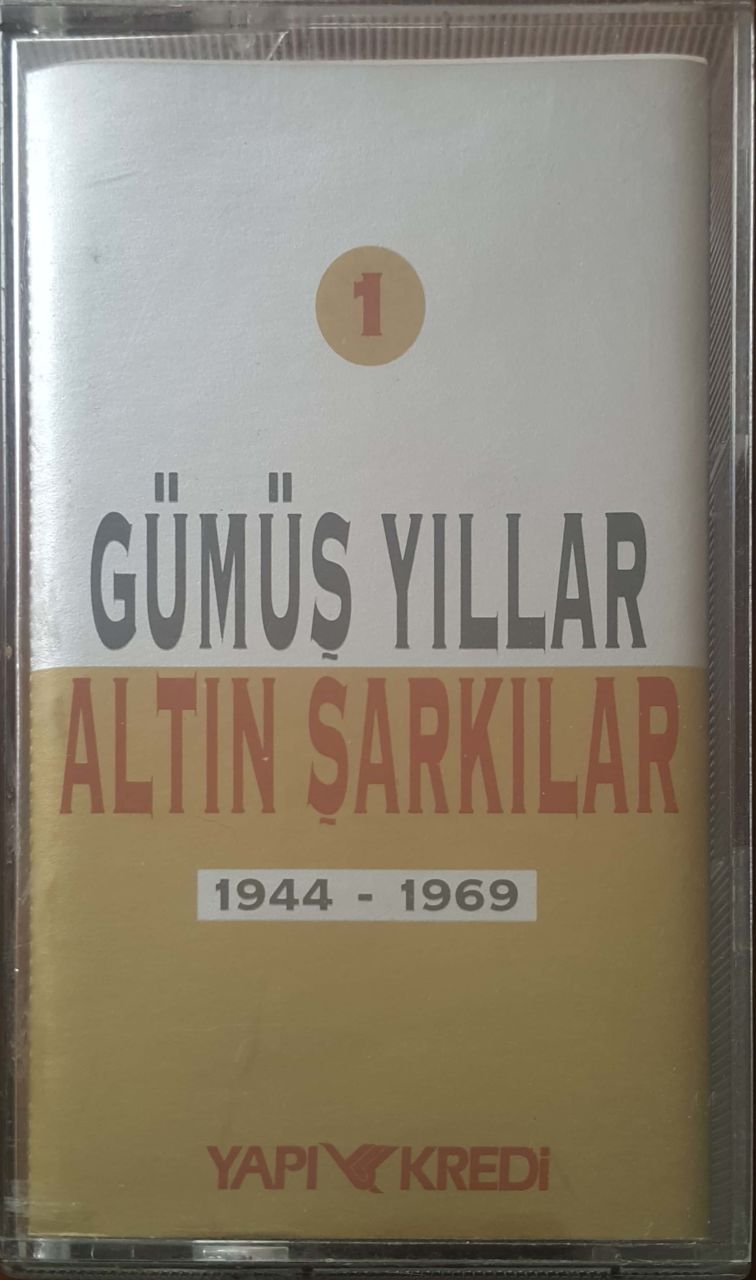 1
GÜMÜŞ YILLAR
ALTIN ŞARKILAR
1944 - 1969
YAPI KREDİ